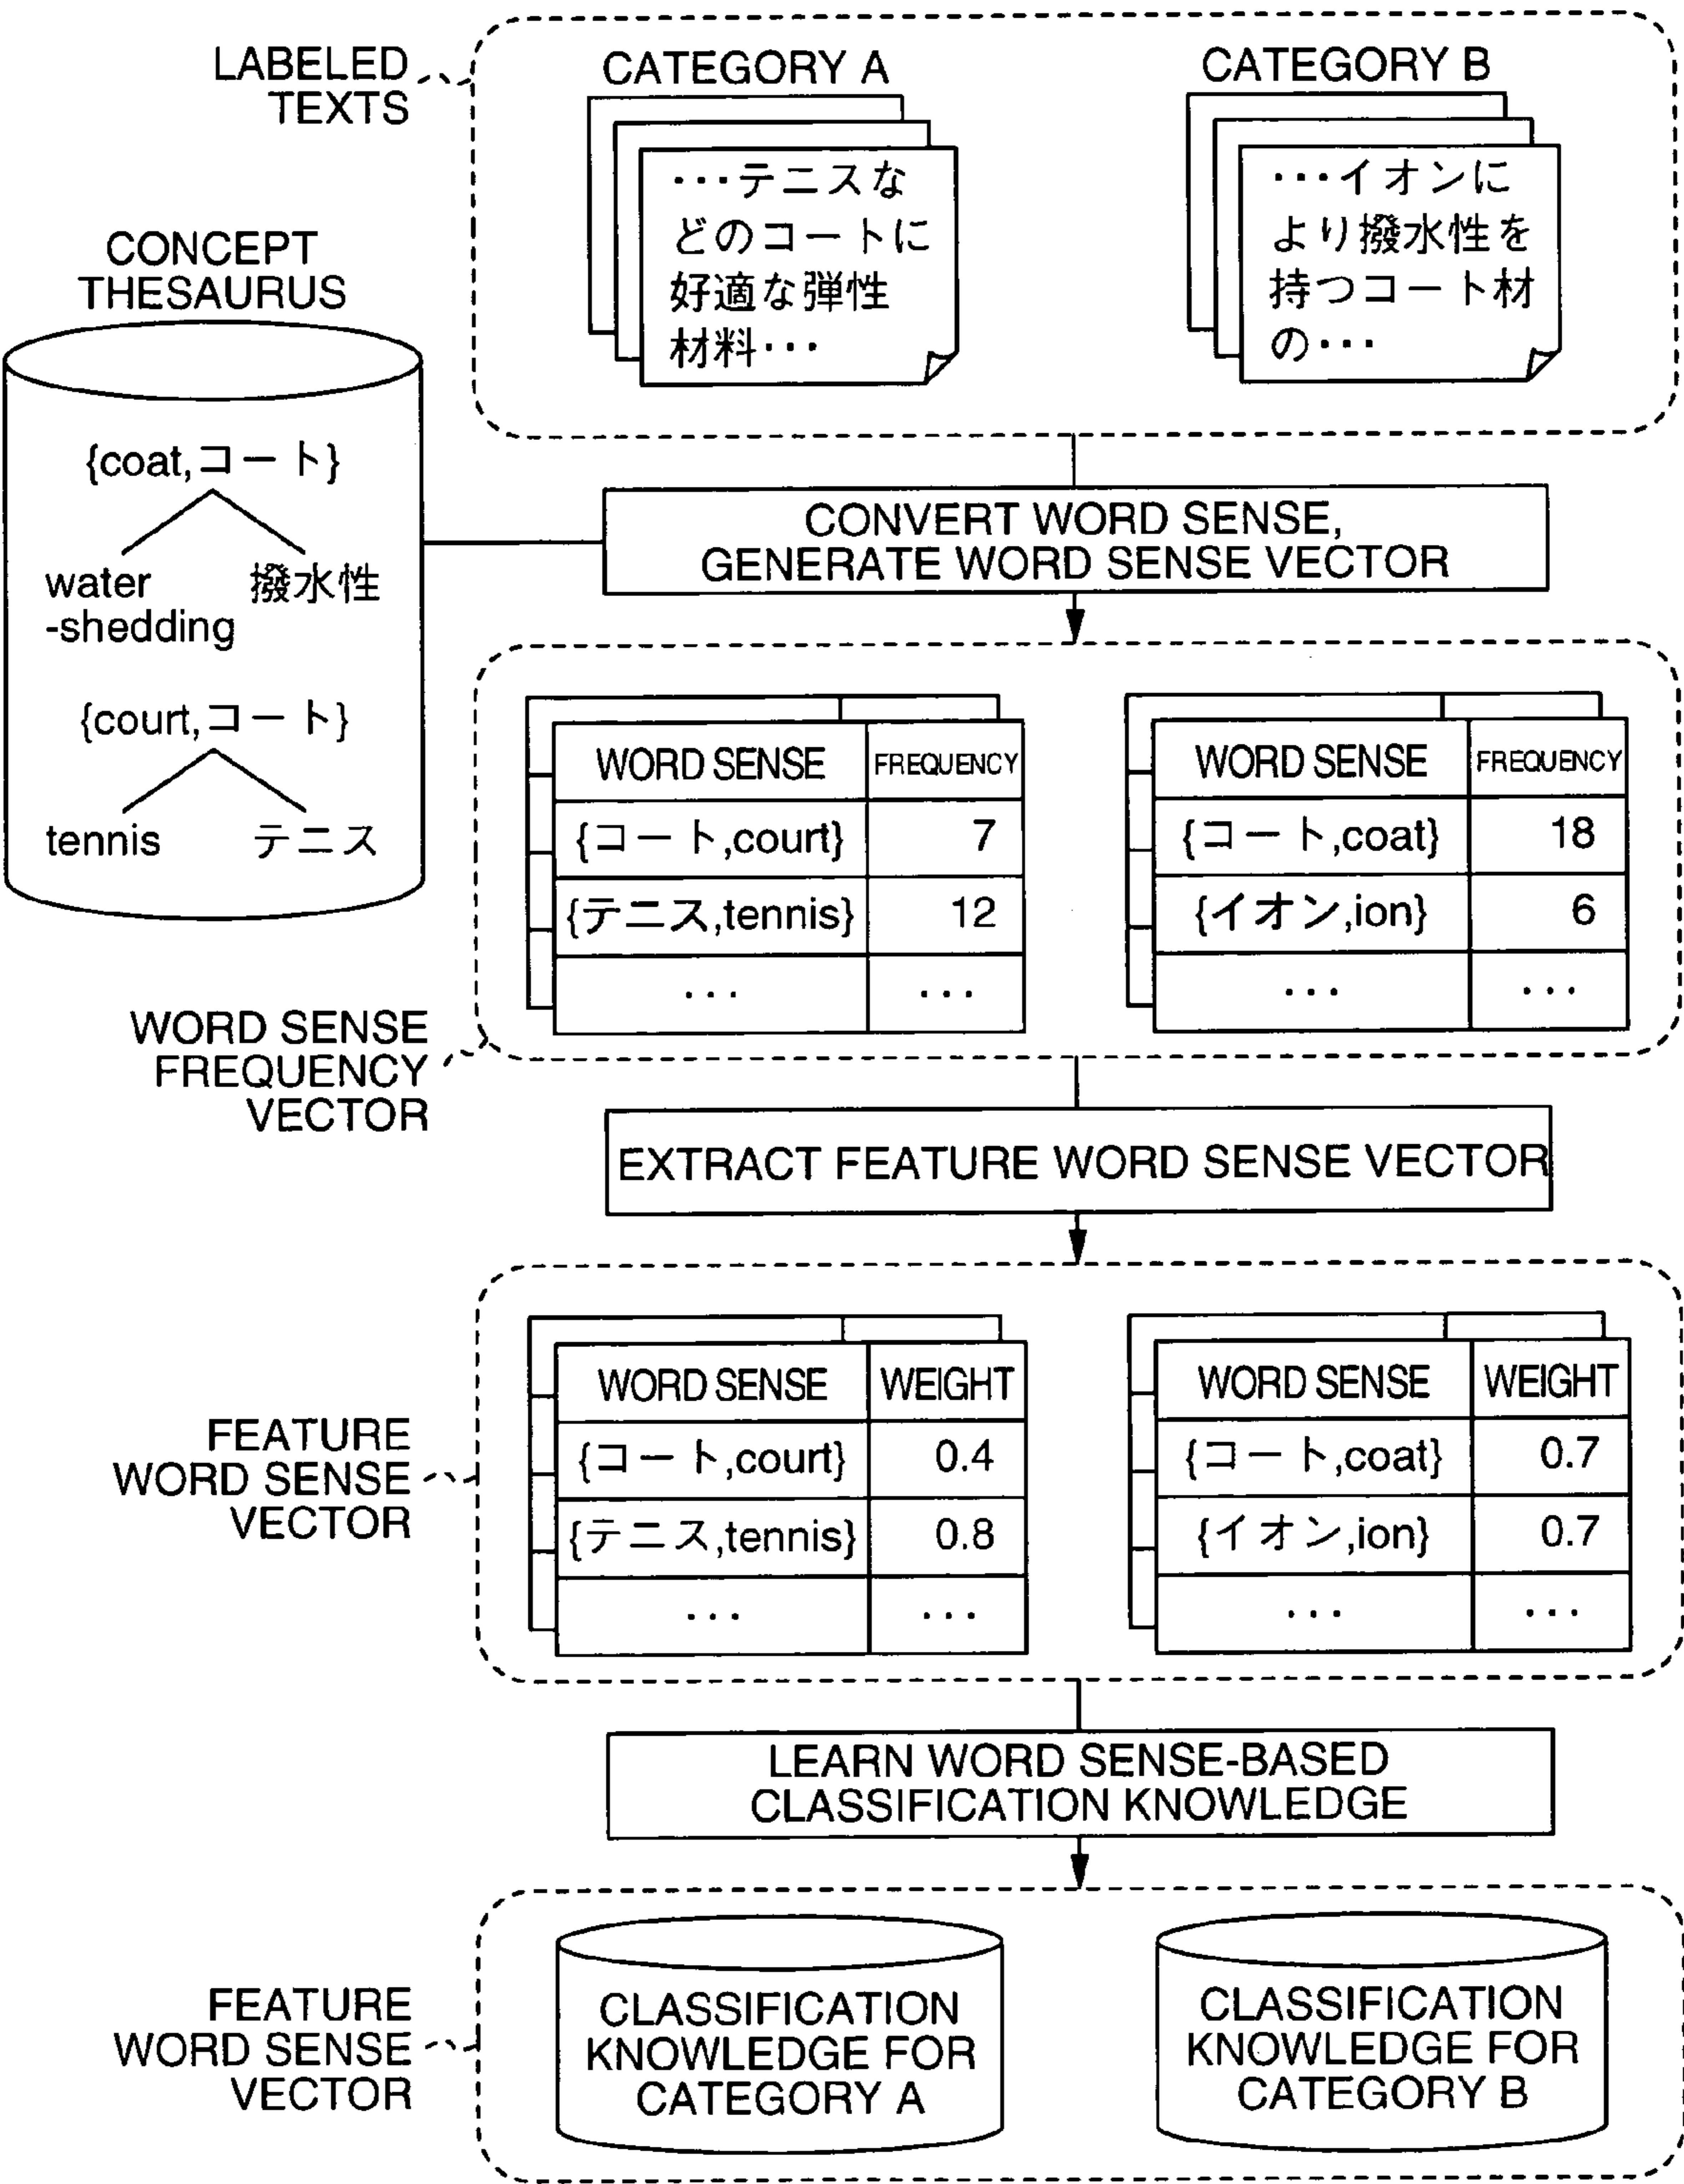 LABELED
TEXTS
CATEGORY A
・・・テニスな
どのコートに
好適な弾性
材料・・・
CATEGORY B
・・・イオンに
より撥水性を
持つコート材
の・・・
CONCEPT
THESAURUS
{coat,コート}
water
-shedding
撥水性
{court,コート}
tennis
テニス
CONVERT WORD SENSE,
GENERATE WORD SENSE VECTOR
WORD SENSE
FREQUENCY
VECTOR
WORD SENSE FREQUENCY
{コート,court} 7
{テニス,tennis} 12
... ...
WORD SENSE FREQUENCY
{コート,coat} 18
{イオン,ion} 6
... ...
EXTRACT FEATURE WORD SENSE VECTOR
FEATURE
WORD SENSE
VECTOR
WORD SENSE WEIGHT
{コート,court} 0.4
{テニス,tennis} 0.8
... ...
WORD SENSE WEIGHT
{コート,coat} 0.7
{イオン,ion} 0.7
... ...
LEARN WORD SENSE-BASED
CLASSIFICATION KNOWLEDGE
FEATURE
WORD SENSE
VECTOR
CLASSIFICATION
KNOWLEDGE FOR
CATEGORY A
CLASSIFICATION
KNOWLEDGE FOR
CATEGORY B